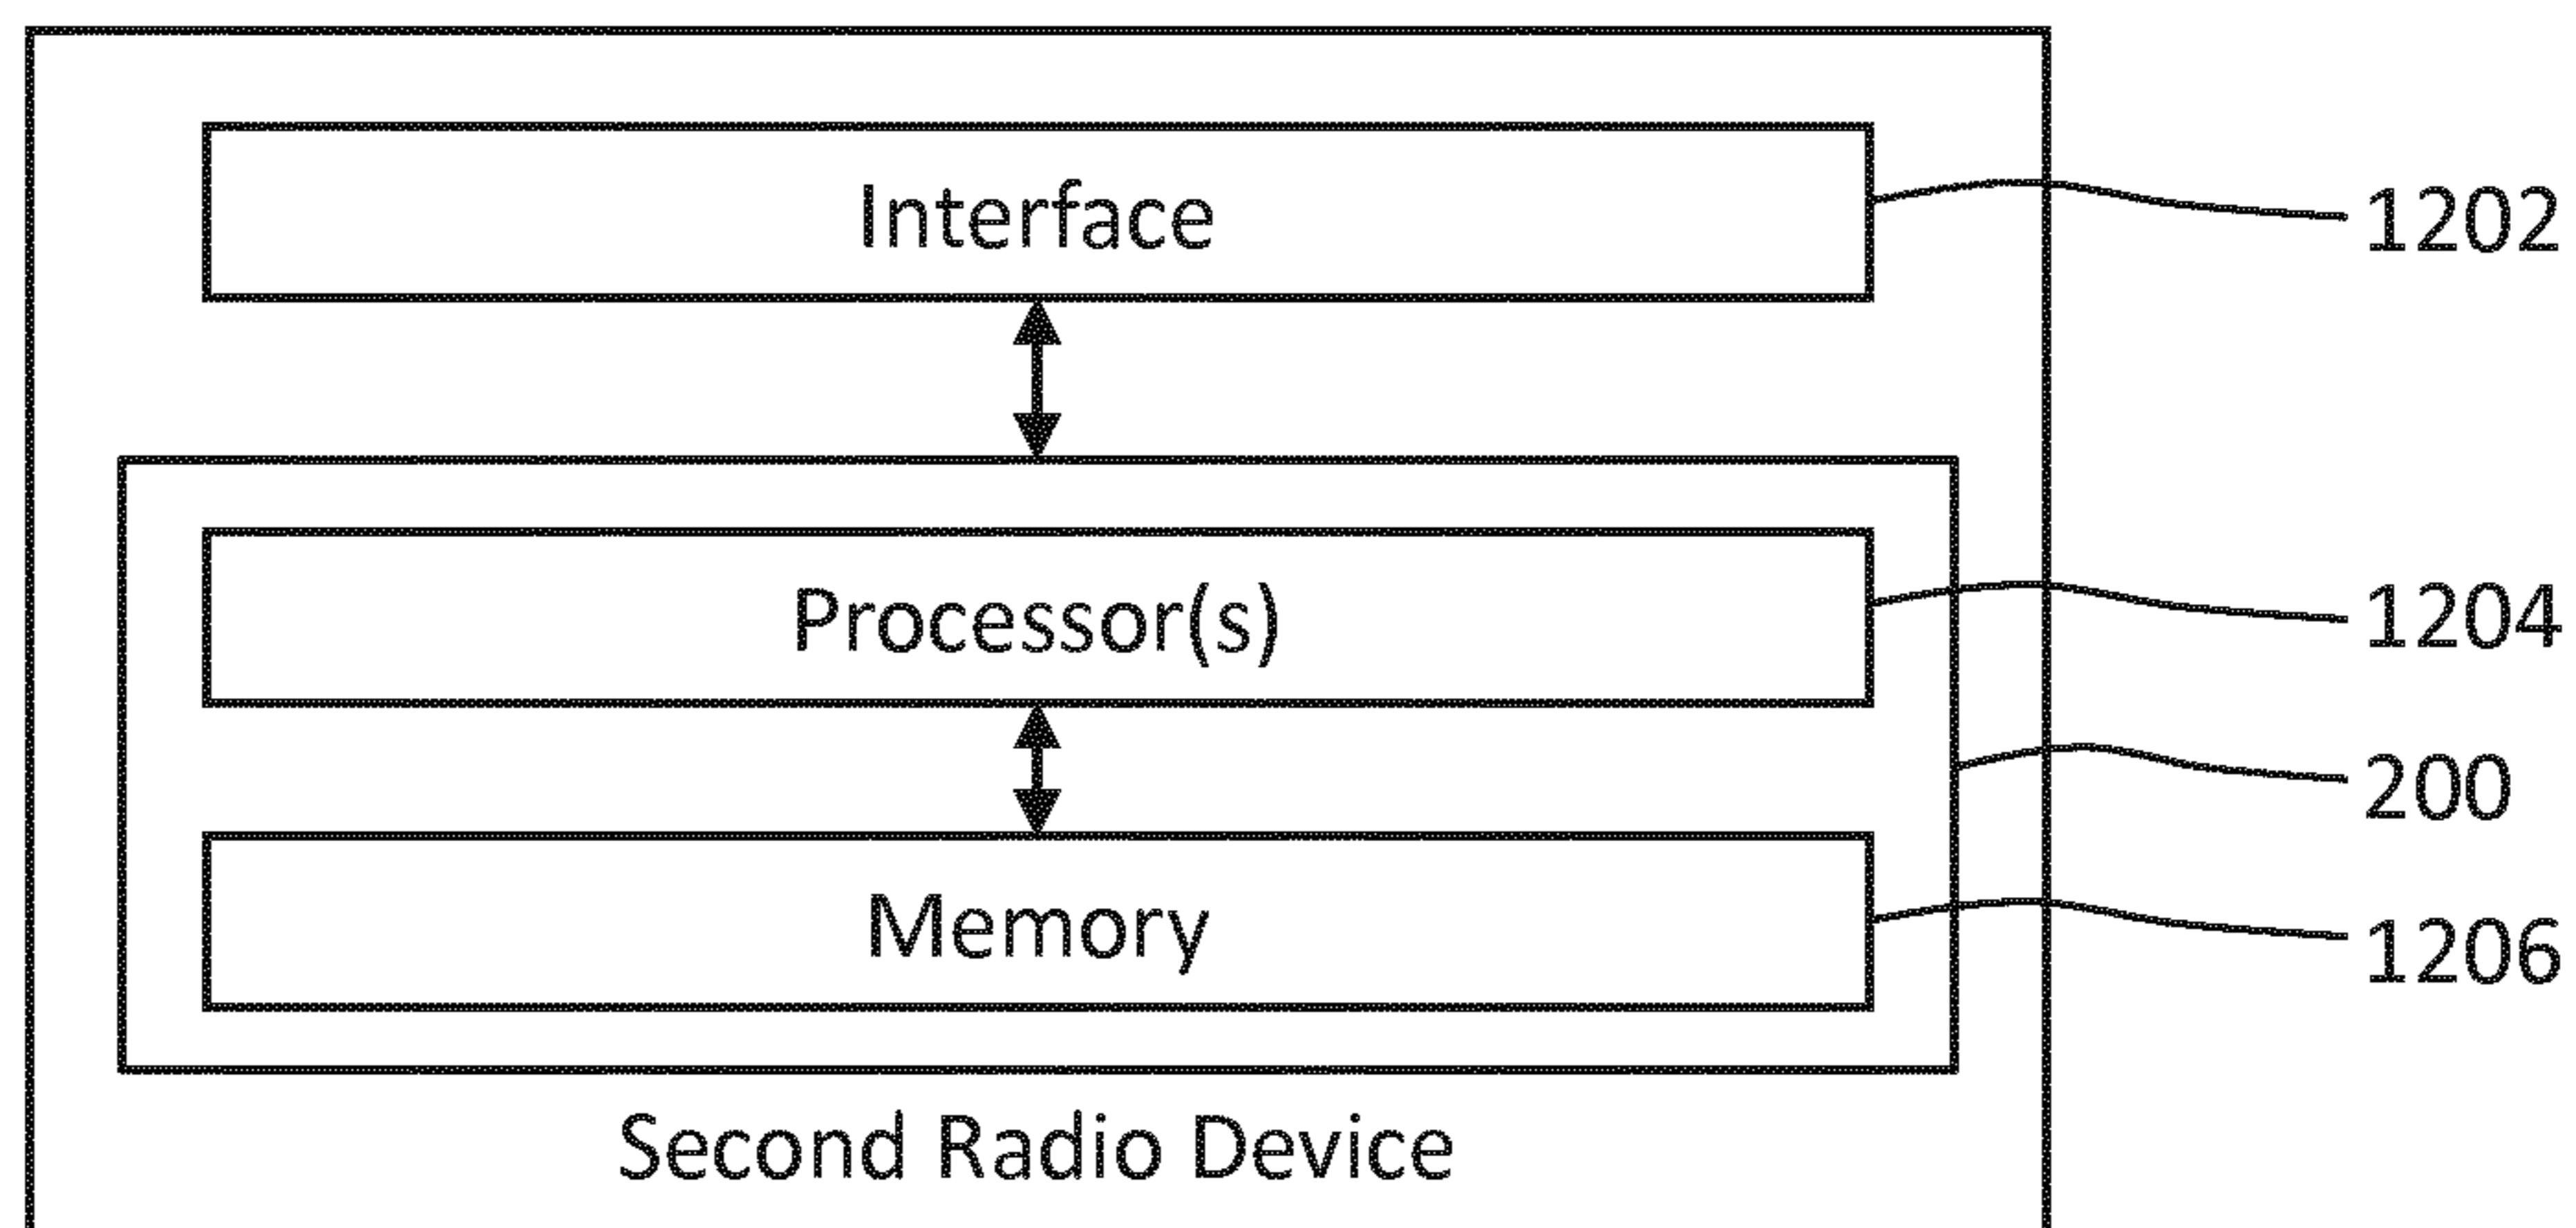 Interface
1202
Processor(s)
1204
200
Memory
1206
Second Radio Device